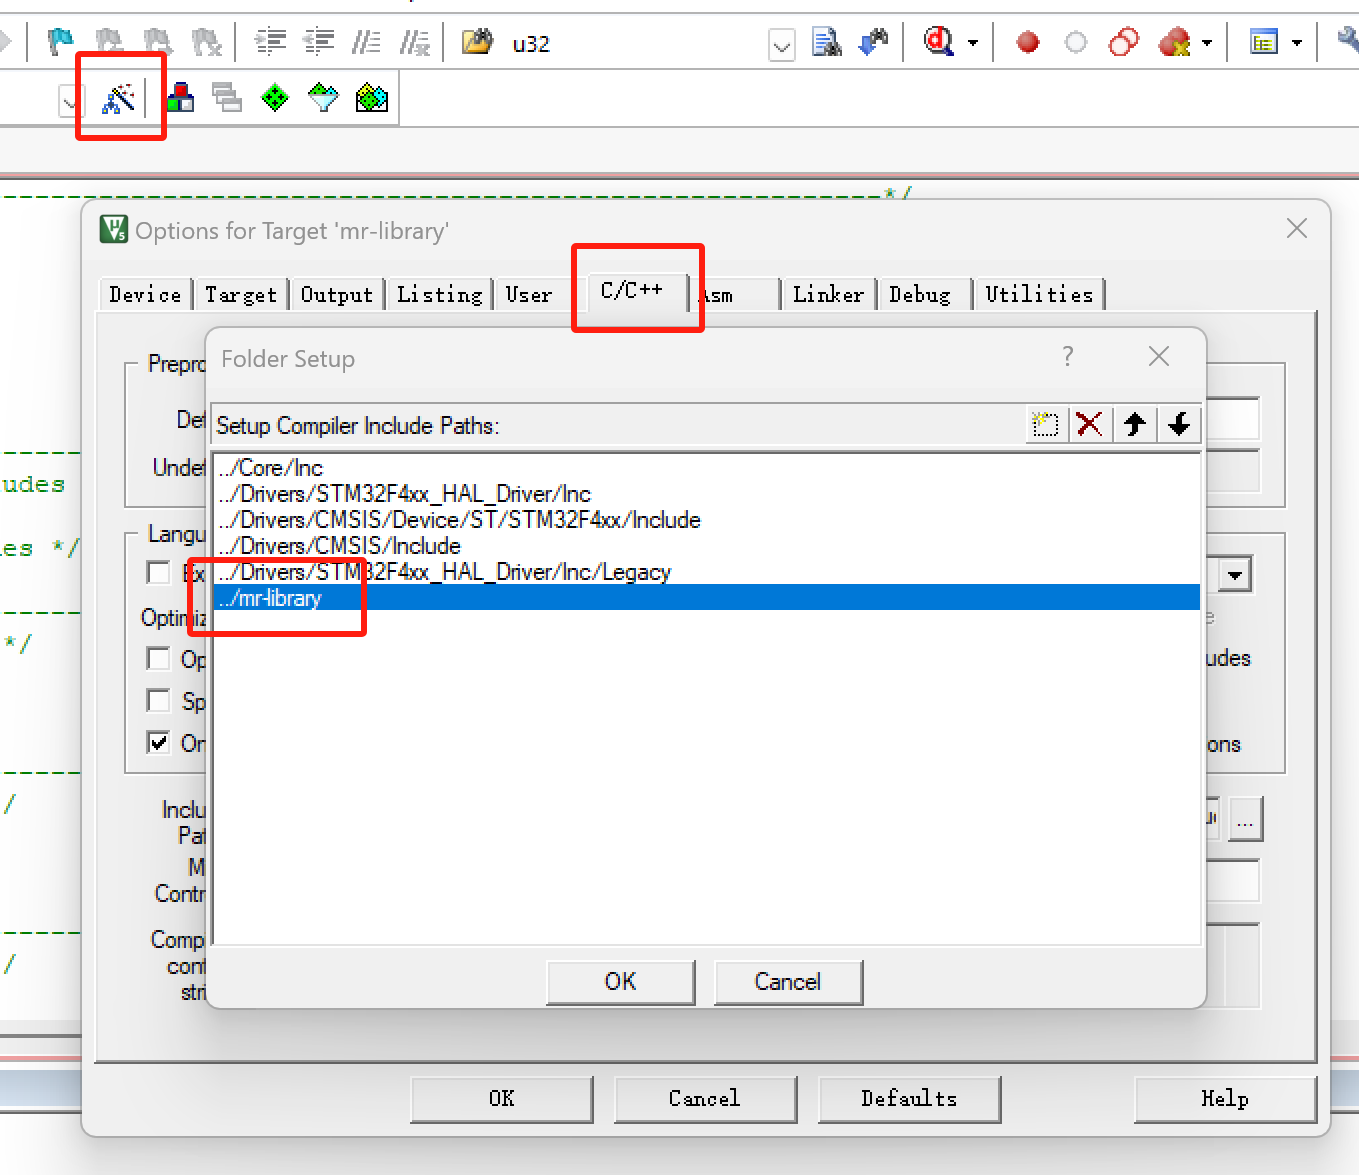 u32
---*/
Options for Target 'mr-library'
Device Target Output Listing User C/C++ Asm Linker Debug Utilities
Folder Setup ?
Prepro
Setup Compiler Include Paths:
Def
Undef
../Core/Inc
../Drivers/STM32F4xx_HAL_Driver/Inc
../Drivers/CMSIS/Device/ST/STM32F4xx/Include
../Drivers/CMSIS/Include
../Drivers/STM32F4xx_HAL_Driver/Inc/Legacy
../mr-library
udes
Langu
es */
Ex
Optimiz
*/
Op
udes
Sp
On
ons
Inclu
Pat
...
/
M
Contr
Comp
cont
stri
/
OK Cancel
OK Cancel Defaults Help